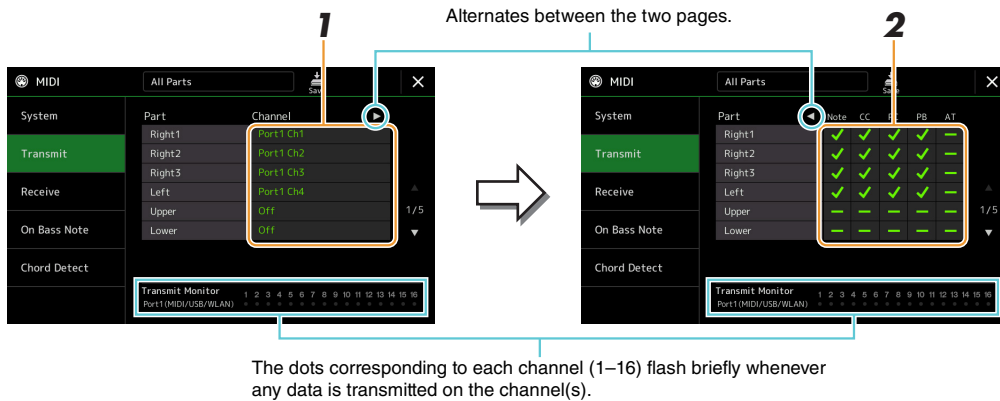 Alternates between the two pages.
1
2
MIDI
All Parts
Save
System
Transmit
Receive
On Bass Note
Chord Detect
Part
Channel
Right1
Port1 Ch1
Right2
Port1 Ch2
Right3
Port1 Ch3
Left
Port1 Ch4
Upper
Off
Lower
Off
1/5
Transmit Monitor
Port1(MIDI/USB/WLAN)
1 2 3 4 5 6 7 8 9 10 11 12 13 14 15 16
MIDI
All Parts
Save
System
Transmit
Receive
On Bass Note
Chord Detect
Part
Note CC PC PB AT
Right1
Right2
Right3
Left
Upper
Lower
1/5
Transmit Monitor
Port1(MIDI/USB/WLAN)
1 2 3 4 5 6 7 8 9 10 11 12 13 14 15 16
The dots corresponding to each channel (1–16) flash briefly whenever
any data is transmitted on the channel(s).